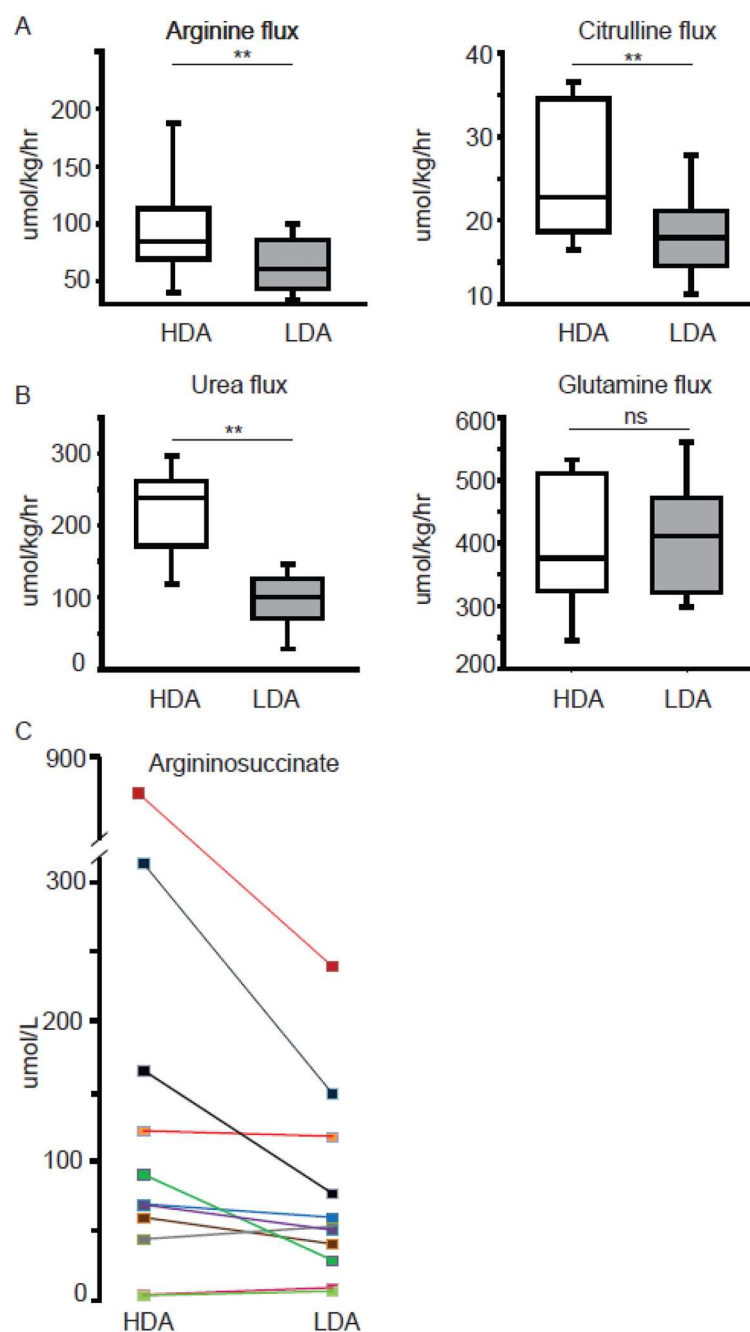 A
Arginine flux
**
umol/kg/hr
200
150
100
50
HDA LDA
Citrulline flux
**
umol/kg/hr
40
30
20
10
HDA LDA
B
Urea flux
**
umol/kg/hr
300
200
100
0
HDA LDA
Glutamine flux
ns
umol/kg/hr
600
500
400
300
200
HDA LDA
C
Argininosuccinate
umol/L
900
300
200
100
0
HDA LDA